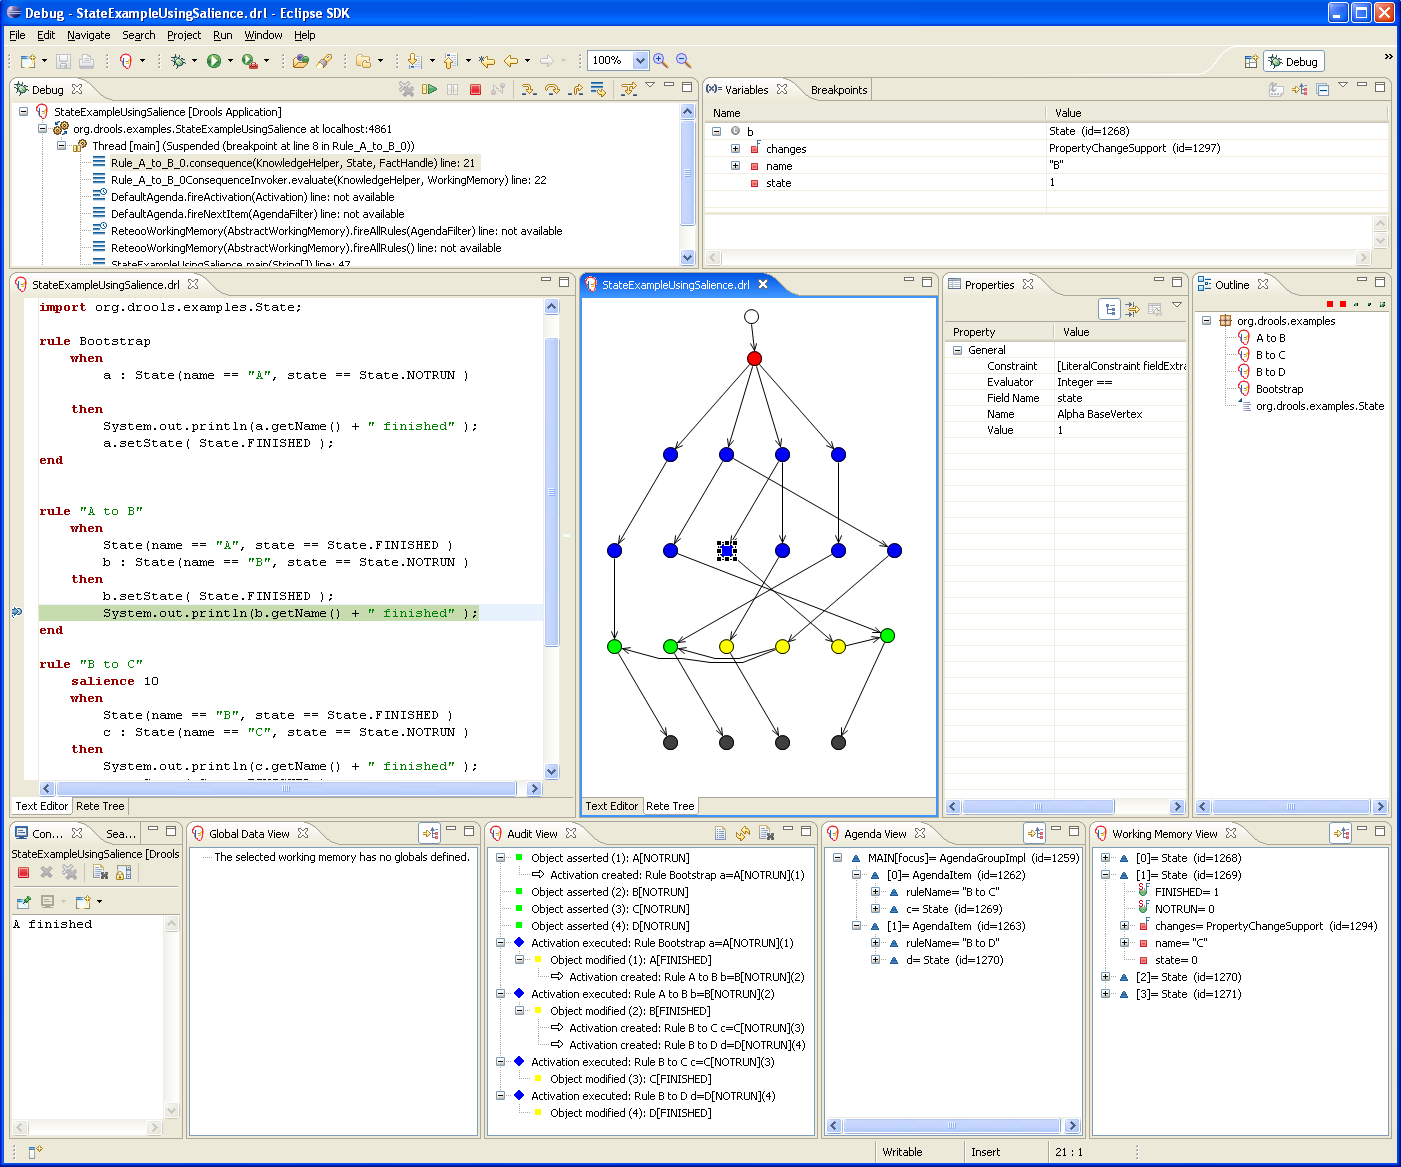 Debug - StateExampleUsingSalience.drl - Eclipse SDK
File Edit Navigate Search Project Run Window Help
100%
Debug
»
Debug
StateExampleUsingSalience [Drools Application]
org.drools.examples.StateExampleUsingSalience at localhost:4861
Thread [main] (Suspended (breakpoint at line 8 in Rule_A_to_B_0))
Rule_A_to_B_0.consequence(KnowledgeHelper, State, FactHandle) line: 21
Rule_A_to_B_0ConsequenceInvoker.evaluate(KnowledgeHelper, WorkingMemory) line: 22
DefaultAgenda.fireActivation(Activation) line: not available
DefaultAgenda.fireNextItem(AgendaFilter) line: not available
ReteooWorkingMemory(AbstractWorkingMemory).fireAllRules(AgendaFilter) line: not available
ReteooWorkingMemory(AbstractWorkingMemory).fireAllRules() line: not available
StateExampleUsingSalience.main(String[]) line: 47
(x)= Variables Breakpoints
Name Value
b State (id=1268)
changes PropertyChangeSupport (id=1297)
name "B"
state 1
StateExampleUsingSalience.drl
import org.drools.examples.State;
rule Bootstrap
when
a : State(name == "A", state == State.NOTRUN )
then
System.out.println(a.getName() + " finished" );
a.setState( State.FINISHED );
end
rule "A to B"
when
State(name == "A", state == State.FINISHED )
b : State(name == "B", state == State.NOTRUN )
then
b.setState( State.FINISHED );
System.out.println(b.getName() + " finished" );
end
rule "B to C"
salience 10
when
State(name == "B", state == State.FINISHED )
c : State(name == "C", state == State.NOTRUN )
then
System.out.println(c.getName() + " finished" );
Text Editor Rete Tree
StateExampleUsingSalience.drl
Text Editor Rete Tree
Properties
Property Value
General
Constraint [LiteralConstraint fieldExtra
Evaluator Integer ==
Field Name state
Name Alpha BaseVertex
Value 1
Outline
org.drools.examples
A to B
B to C
B to D
Bootstrap
org.drools.examples.State
Con... Sea...
StateExampleUsingSalience [Drools
A finished
Global Data View
The selected working memory has no globals defined.
Audit View
Object asserted (1): A[NOTRUN]
Activation created: Rule Bootstrap a=A[NOTRUN](1)
Object asserted (2): B[NOTRUN]
Object asserted (3): C[NOTRUN]
Object asserted (4): D[NOTRUN]
Activation executed: Rule Bootstrap a=A[NOTRUN](1)
Object modified (1): A[FINISHED]
Activation created: Rule A to B b=B[NOTRUN](2)
Activation executed: Rule A to B b=B[NOTRUN](2)
Object modified (2): B[FINISHED]
Activation created: Rule B to C c=C[NOTRUN](3)
Activation created: Rule B to D d=D[NOTRUN](4)
Activation executed: Rule B to C c=C[NOTRUN](3)
Object modified (3): C[FINISHED]
Activation executed: Rule B to D d=D[NOTRUN](4)
Object modified (4): D[FINISHED]
Agenda View
MAIN[focus]= AgendaGroupImpl (id=1259)
[0]= AgendaItem (id=1262)
ruleName= "B to C"
c= State (id=1269)
[1]= AgendaItem (id=1263)
ruleName= "B to D"
d= State (id=1270)
Working Memory View
[0]= State (id=1268)
[1]= State (id=1269)
FINISHED= 1
NOTRUN= 0
changes= PropertyChangeSupport (id=1294)
name= "C"
state= 0
[2]= State (id=1270)
[3]= State (id=1271)
Writable Insert 21 : 1